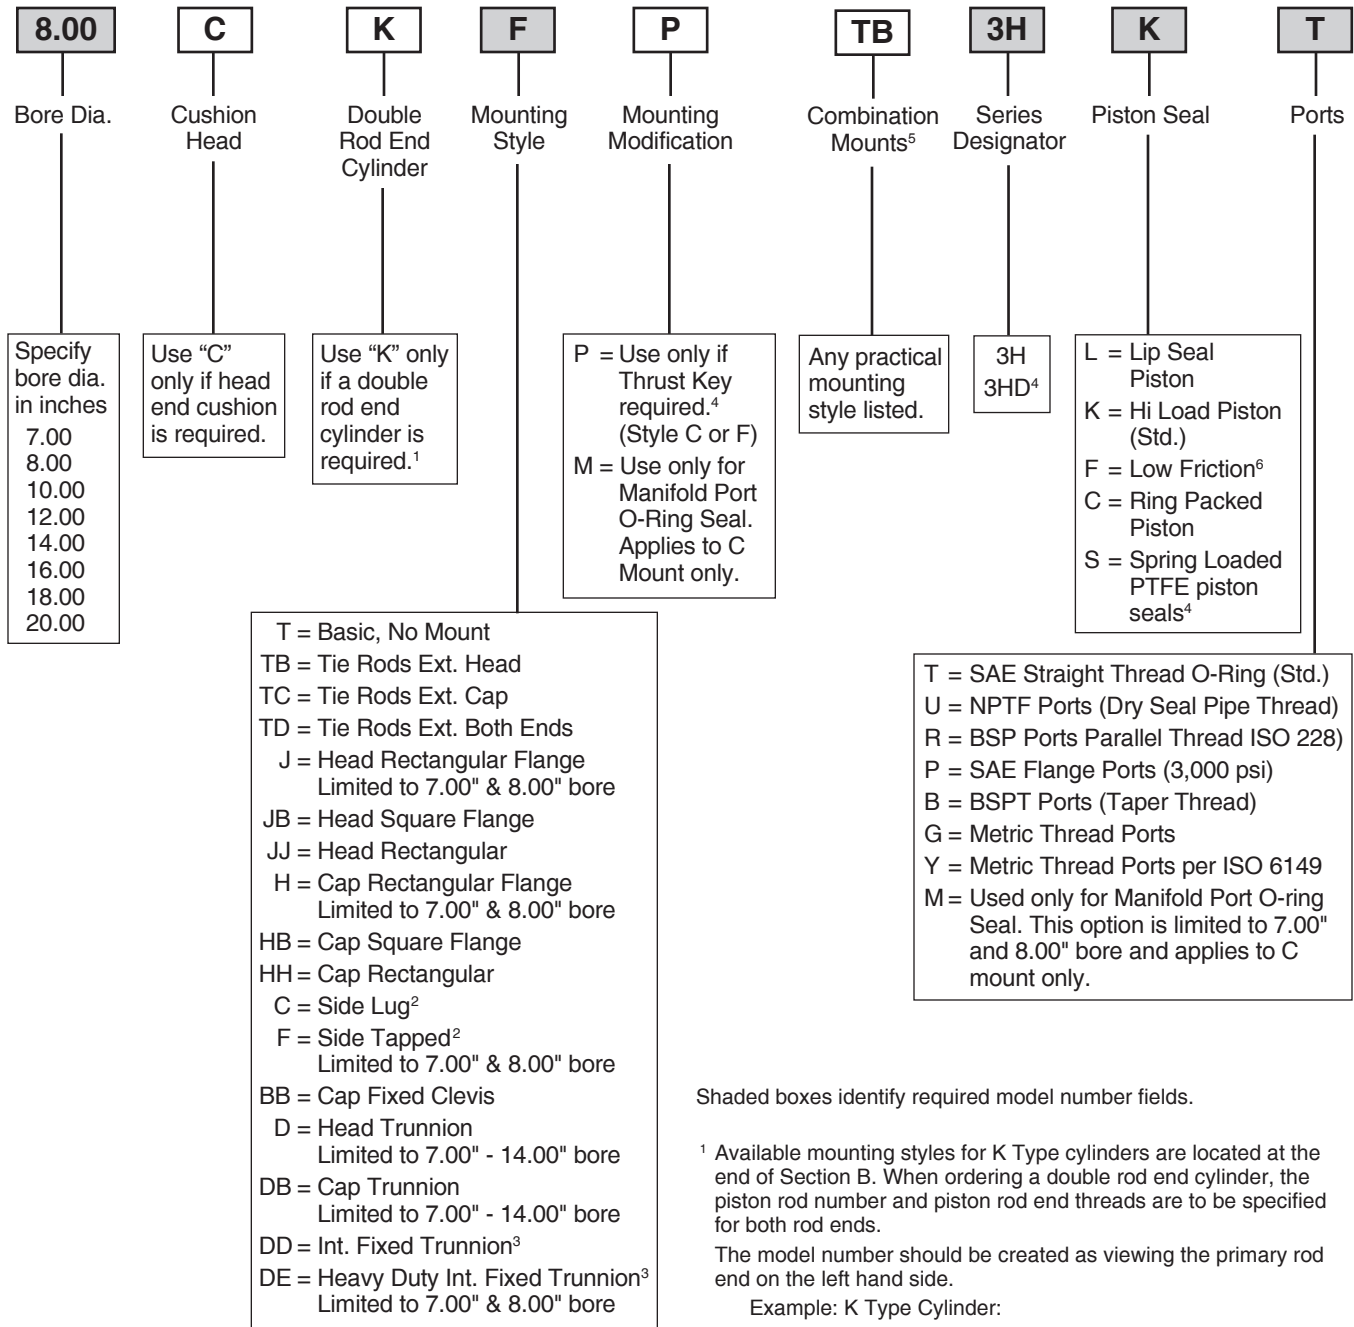 8.00 C K F P TB 3H K T
Bore Dia.
Cushion
Head
Double
Rod End
Cylinder
Mounting
Style
Mounting
Modification
Combination
Mounts⁵
Series
Designator
Piston Seal
Ports
Specify
bore dia.
in inches
7.00
8.00
10.00
12.00
14.00
16.00
18.00
20.00
Use “C”
only if head
end cushion
is required.
Use “K” only
if a double
rod end
cylinder is
required.¹
P = Use only if
Thrust Key
required.⁴
(Style C or F)
M = Use only for
Manifold Port
O-Ring Seal.
Applies to C
Mount only.
Any practical
mounting
style listed.
3H
3HD⁴
L = Lip Seal
Piston
K = Hi Load Piston
(Std.)
F = Low Friction⁶
C = Ring Packed
Piston
S = Spring Loaded
PTFE piston
seals⁴
T = Basic, No Mount
TB = Tie Rods Ext. Head
TC = Tie Rods Ext. Cap
TD = Tie Rods Ext. Both Ends
J = Head Rectangular Flange
Limited to 7.00" & 8.00" bore
JB = Head Square Flange
JJ = Head Rectangular
H = Cap Rectangular Flange
Limited to 7.00" & 8.00" bore
HB = Cap Square Flange
HH = Cap Rectangular
C = Side Lug²
F = Side Tapped²
Limited to 7.00" & 8.00" bore
BB = Cap Fixed Clevis
D = Head Trunnion
Limited to 7.00" - 14.00" bore
DB = Cap Trunnion
Limited to 7.00" - 14.00" bore
DD = Int. Fixed Trunnion³
DE = Heavy Duty Int. Fixed Trunnion³
Limited to 7.00" & 8.00" bore
T = SAE Straight Thread O-Ring (Std.)
U = NPTF Ports (Dry Seal Pipe Thread)
R = BSP Ports Parallel Thread ISO 228)
P = SAE Flange Ports (3,000 psi)
B = BSPT Ports (Taper Thread)
G = Metric Thread Ports
Y = Metric Thread Ports per ISO 6149
M = Used only for Manifold Port O-ring
Seal. This option is limited to 7.00"
and 8.00" bore and applies to C
mount only.
Shaded boxes identify required model number fields.
¹ Available mounting styles for K Type cylinders are located at the
end of Section B. When ordering a double rod end cylinder, the
piston rod number and piston rod end threads are to be specified
for both rod ends.
The model number should be created as viewing the primary rod
end on the left hand side.
Example: K Type Cylinder: